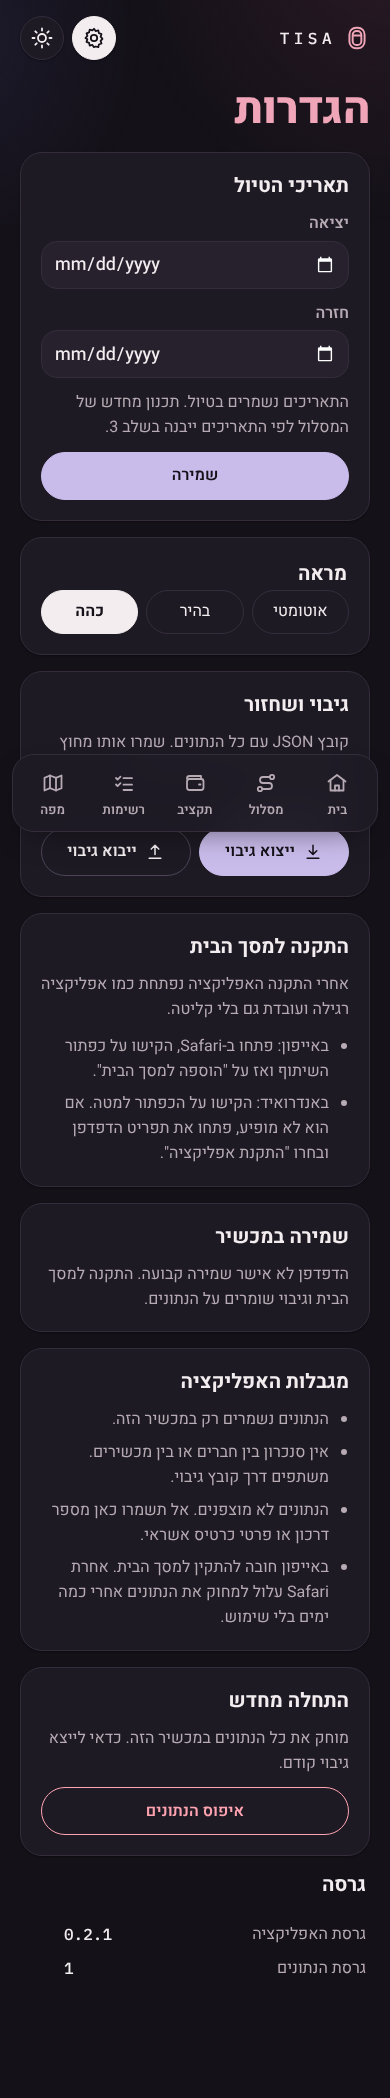 TISA
הגדרות
תאריכי הטיול
יציאה
mm/dd/yyyy
חזרה
mm/dd/yyyy
התאריכים נשמרים בטיול. תכנון מחדש של
המסלול לפי התאריכים ייבנה בשלב 3.
שמירה
מראה
אוטומטי
בהיר
כהה
גיבוי ושחזור
קובץ JSON עם כל הנתונים. שמרו אותו מחוץ
בית
מסלול
תקציב
רשימות
מפה
ייצוא גיבוי
ייבוא גיבוי
התקנה למסך הבית
אחרי התקנה האפליקציה נפתחת כמו אפליקציה
רגילה ועובדת גם בלי קליטה.
• באייפון: פתחו ב-Safari, הקישו על כפתור
השיתוף ואז על "הוספה למסך הבית".
• באנדרואיד: הקישו על הכפתור למטה. אם
הוא לא מופיע, פתחו את תפריט הדפדפן
ובחרו "התקנת אפליקציה".
שמירה במכשיר
הדפדפן לא אישר שמירה קבועה. התקנה למסך
הבית וגיבוי שומרים על הנתונים.
מגבלות האפליקציה
• הנתונים נשמרים רק במכשיר הזה.
• אין סנכרון בין חברים או בין מכשירים.
משתפים דרך קובץ גיבוי.
• הנתונים לא מוצפנים. אל תשמרו כאן מספר
דרכון או פרטי כרטיס אשראי.
• באייפון חובה להתקין למסך הבית. אחרת
Safari עלול למחוק את הנתונים אחרי כמה
ימים בלי שימוש.
התחלה מחדש
מוחק את כל הנתונים במכשיר הזה. כדאי לייצא
גיבוי קודם.
איפוס הנתונים
גרסה
גרסת האפליקציה 0.2.1
גרסת הנתונים 1